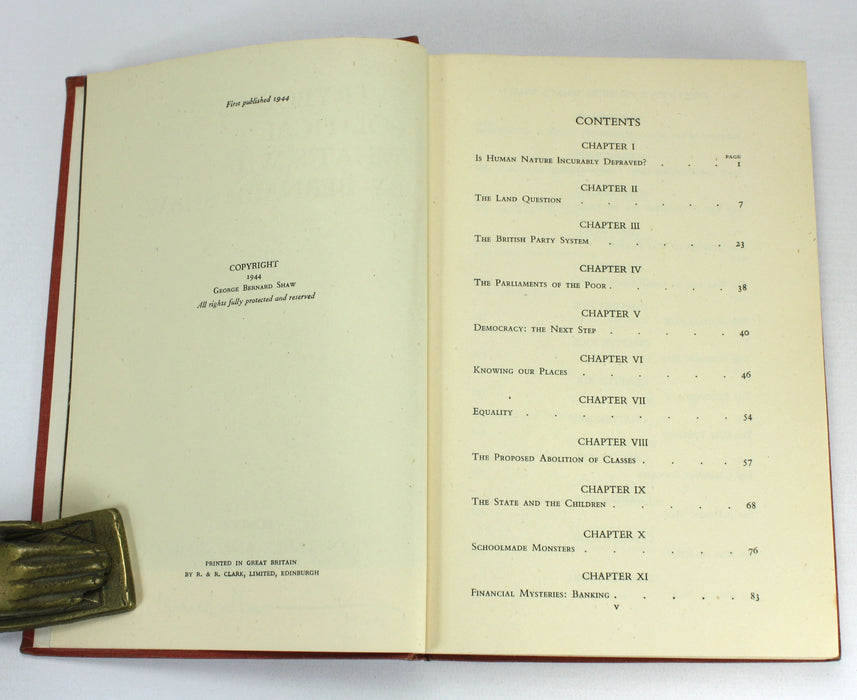 First published 1944
COPYRIGHT
1944
George Bernard Shaw
All rights fully protected and reserved
PRINTED IN GREAT BRITAIN
BY R. & R. CLARK, LIMITED, EDINBURGH
CONTENTS
CHAPTER I
PAGE
Is Human Nature Incurably Depraved? . . . 1
CHAPTER II
The Land Question . . . . . . 7
CHAPTER III
The British Party System . . . . . 23
CHAPTER IV
The Parliaments of the Poor . . . . . 38
CHAPTER V
Democracy: the Next Step . . . . . 40
CHAPTER VI
Knowing our Places . . . . . . 46
CHAPTER VII
Equality . . . . . . . . 54
CHAPTER VIII
The Proposed Abolition of Classes . . . . 57
CHAPTER IX
The State and the Children . . . . . 68
CHAPTER X
Schoolmade Monsters . . . . . . 76
CHAPTER XI
Financial Mysteries: Banking . . . . . 83
v